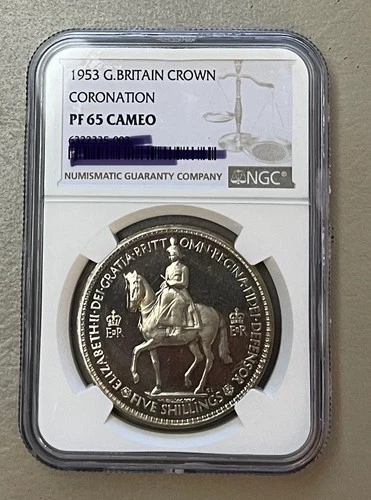 1953 G.BRITAIN CROWN
CORONATION
PF 65 CAMEO
NUMISMATIC GUARANTY COMPANY
NGC®
ELIZABETH·II·DEI·GRATIA·BRITT·OMN·REGINA·FIDEI·DEFENSOR
E R
E R
FIVE SHILLINGS